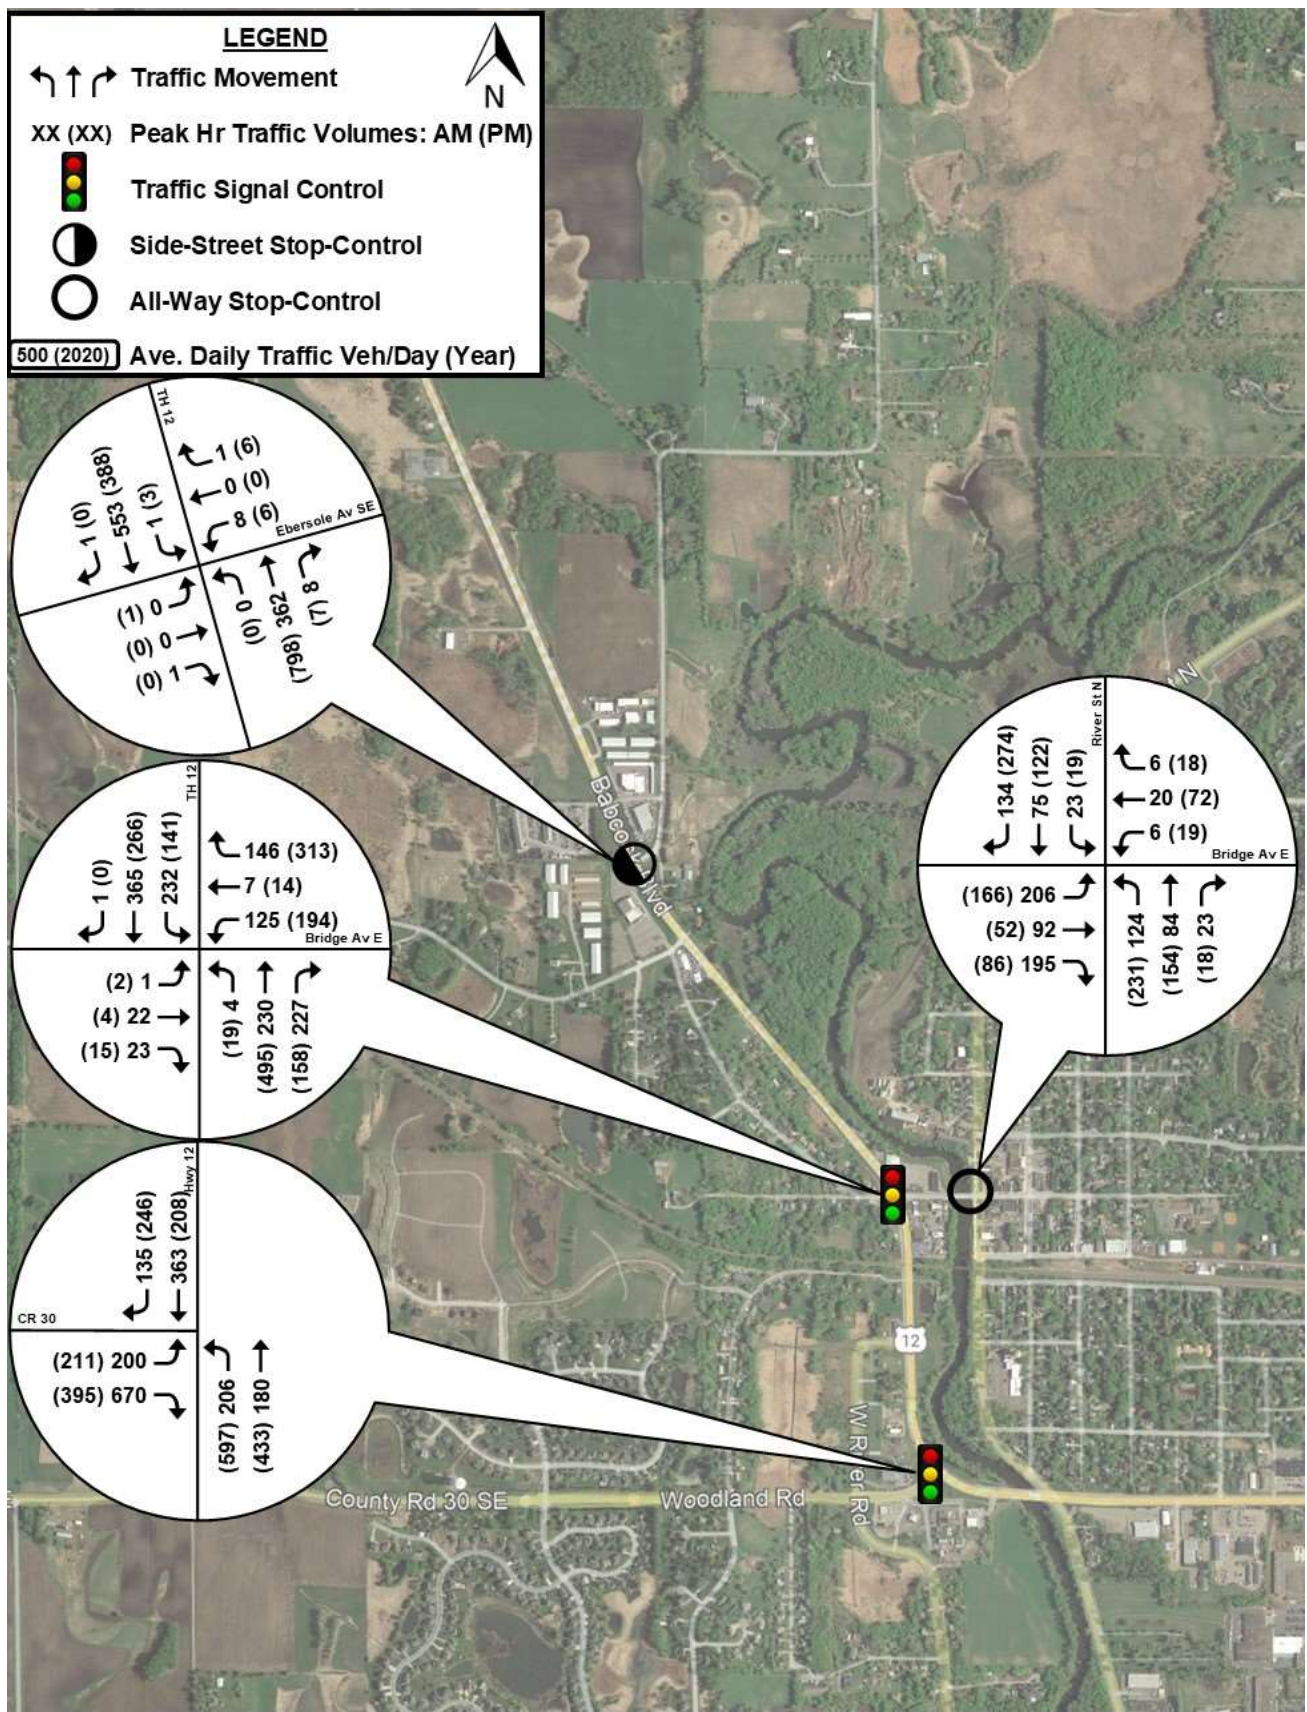 LEGEND
Traffic Movement
N
XX (XX) Peak Hr Traffic Volumes: AM (PM)
Traffic Signal Control
Side-Street Stop-Control
All-Way Stop-Control
500 (2020) Ave. Daily Traffic Veh/Day (Year)
TH 12
1 (0)
553 (388)
1 (3)
1 (6)
0 (0)
8 (6)
Ebersole Av SE
(1) 0
(0) 0
(0) 1
(0) 0
(798) 362
(7) 8
TH 12
1 (0)
365 (266)
232 (141)
146 (313)
7 (14)
125 (194)
Bridge Av E
(2) 1
(4) 22
(15) 23
(19) 4
(495) 230
(158) 227
Hwy 12
135 (246)
363 (208)
CR 30
(211) 200
(395) 670
(597) 206
(433) 180
River St N
134 (274)
75 (122)
23 (19)
6 (18)
20 (72)
6 (19)
Bridge Av E
(166) 206
(52) 92
(86) 195
(231) 124
(154) 84
(18) 23
N
Blvd
12
W River Rd
County Rd 30 SE
Woodland Rd